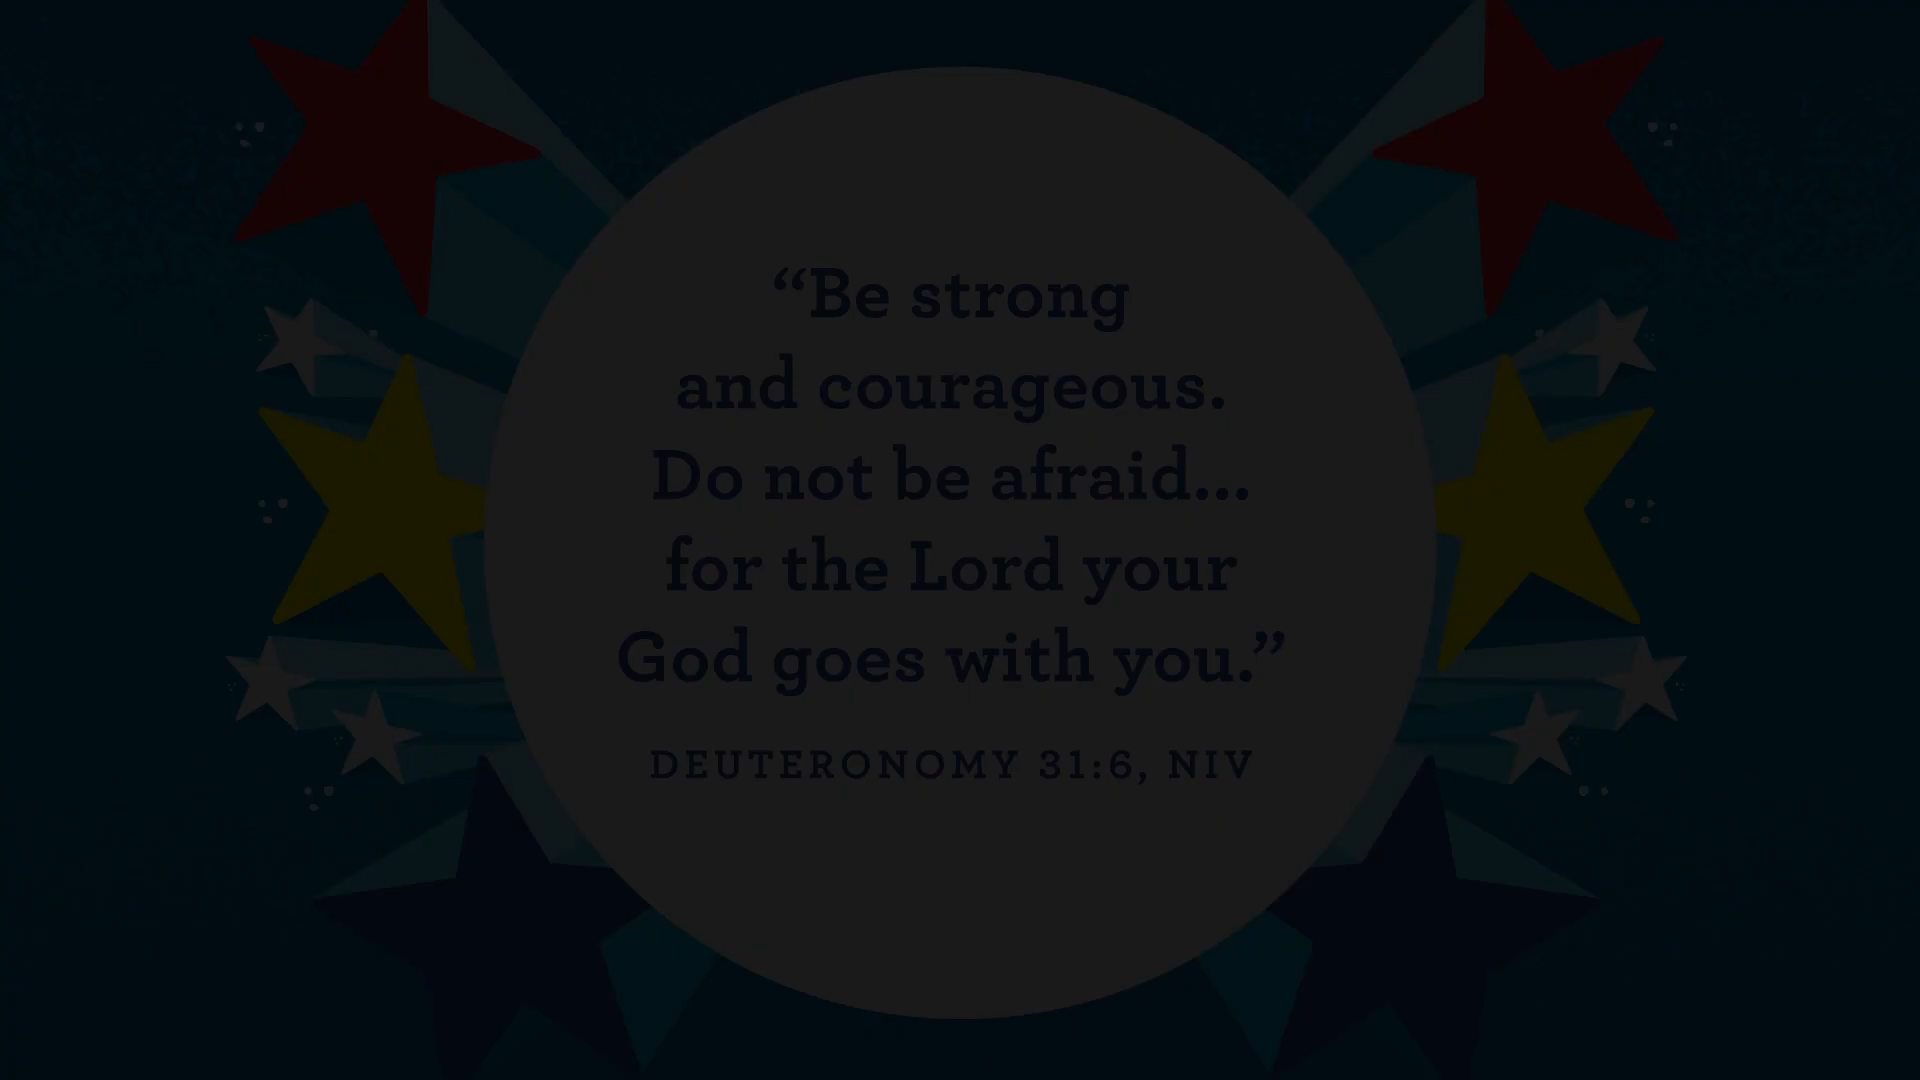 “Be strong
and courageous.
Do not be afraid...
for the Lord your
God goes with you.”
DEUTERONOMY 31:6, NIV